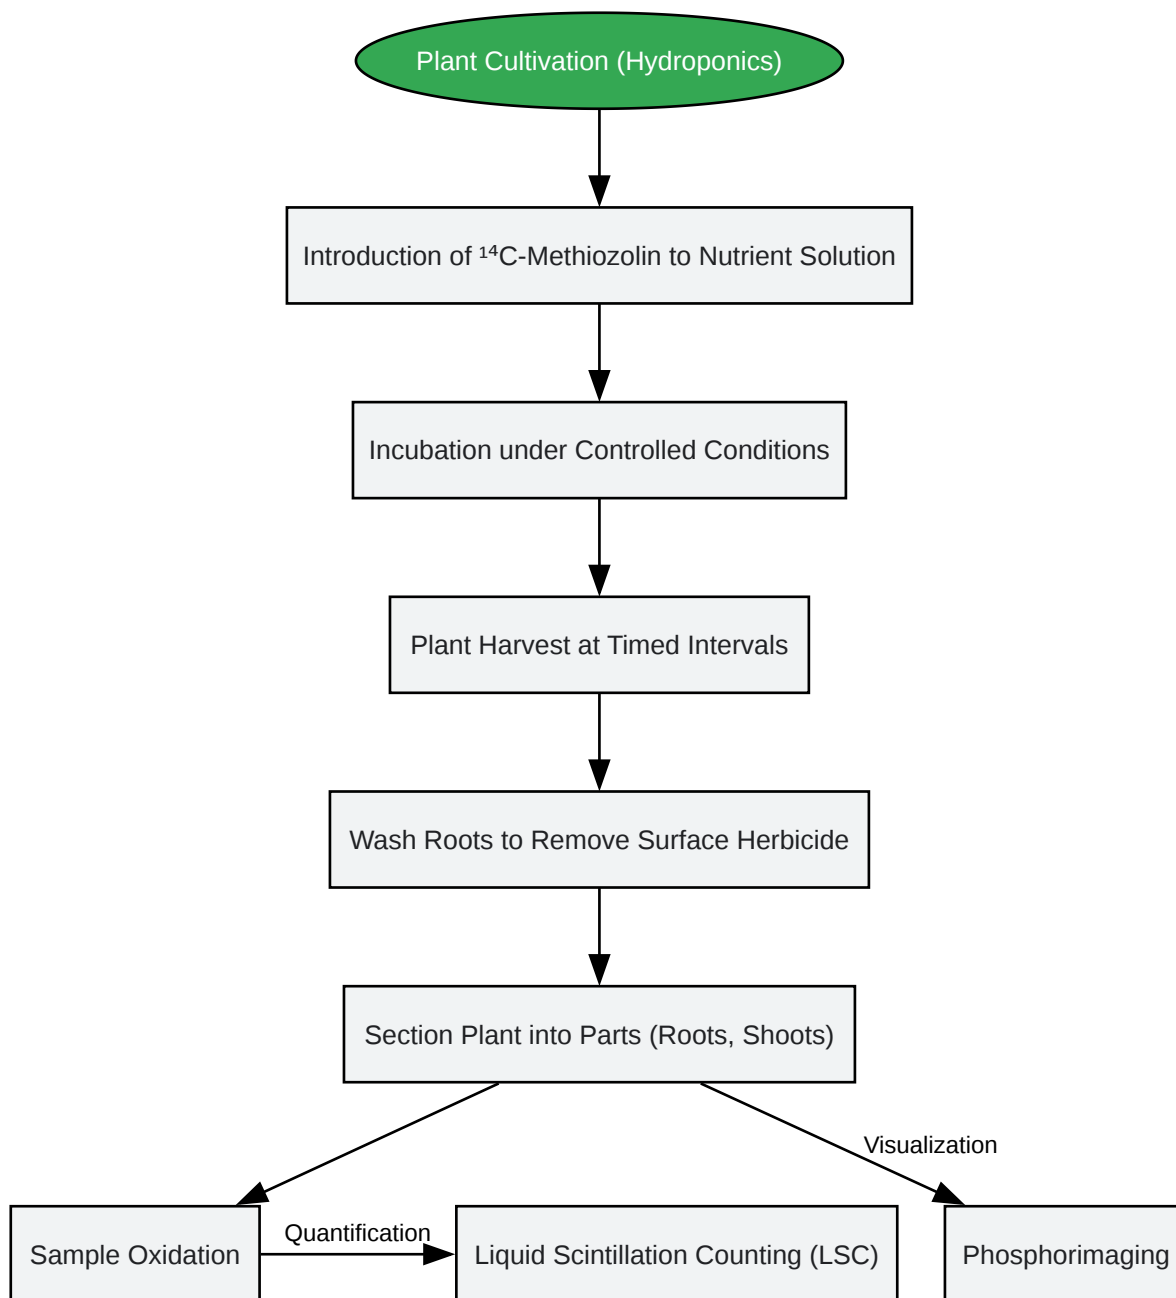 Plant Cultivation (Hydroponics)
Introduction of ¹⁴C-Methiozolin to Nutrient Solution
Incubation under Controlled Conditions
Plant Harvest at Timed Intervals
Wash Roots to Remove Surface Herbicide
Section Plant into Parts (Roots, Shoots)
Visualization
Sample Oxidation
Quantification
Liquid Scintillation Counting (LSC)
Phosphorimaging